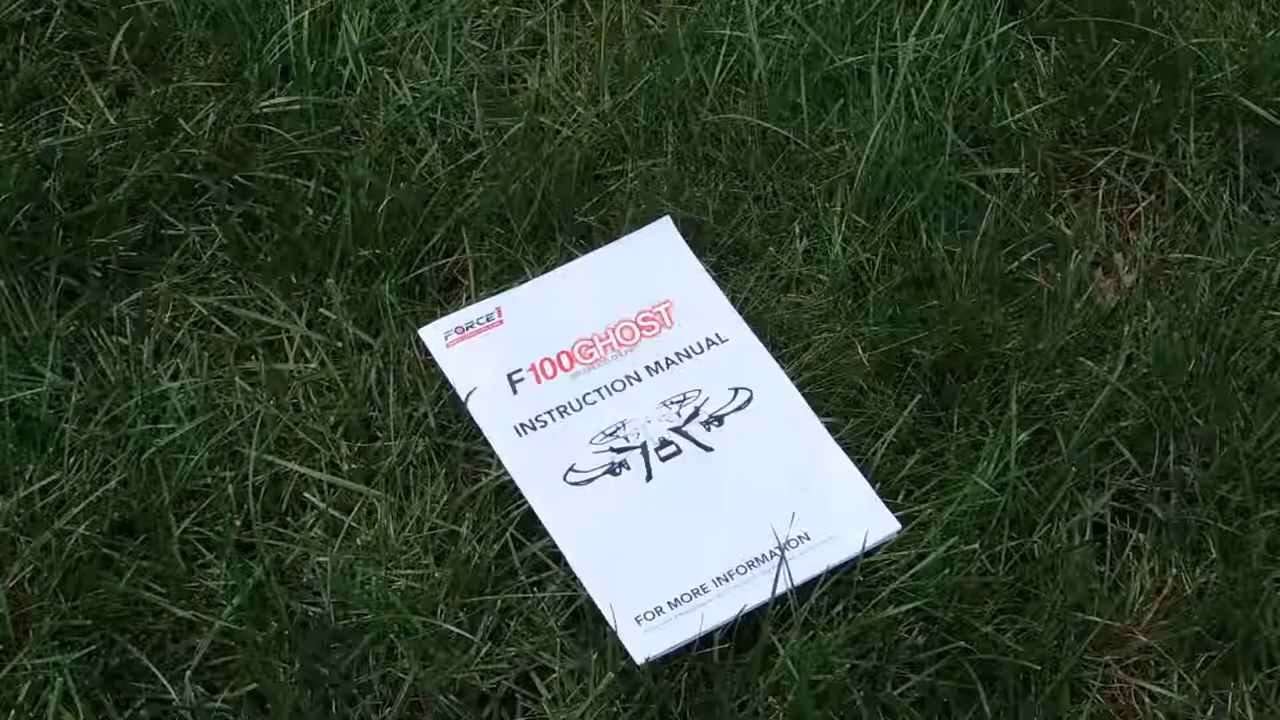 FORCE1
F100GHOST
INSTRUCTION MANUAL
FOR MORE INFORMATION